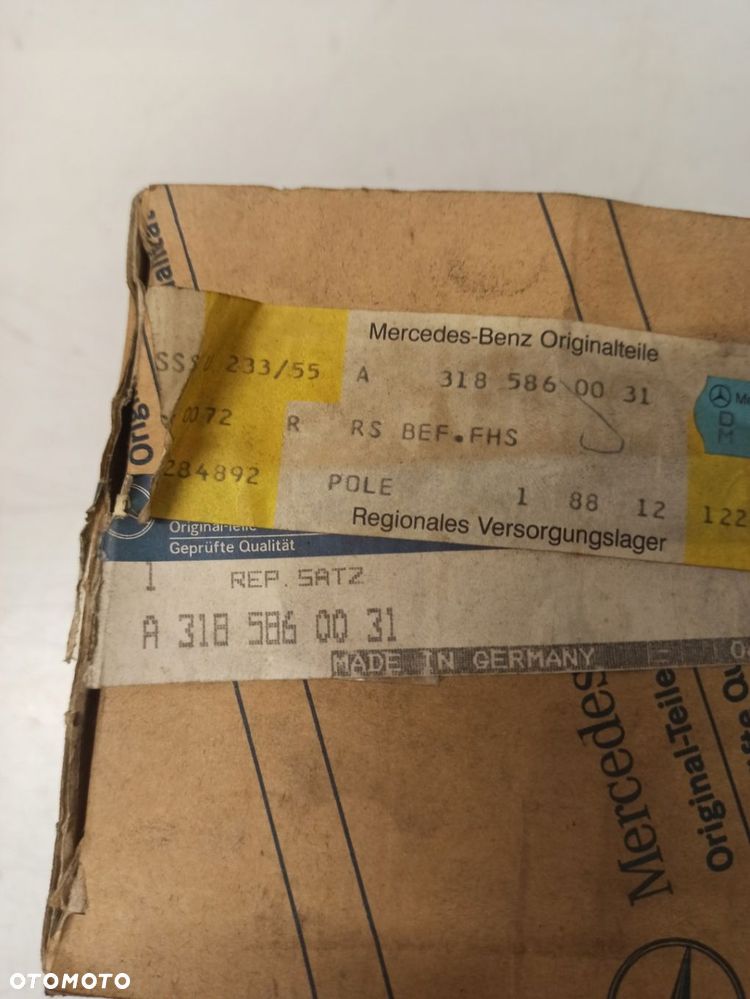 Mercedes-Benz Originalteile
233/55 A 318 586 00 31
0072 R RS BEF.FHS
284892 POLE 1 88 12 122
Regionales Versorgungslager
D
M
Original-Teile
Geprüfte Qualität
1 REP. SATZ
A 318 586 00 31
MADE IN GERMANY
Mercedes
Original-Teile
OTOMOTO